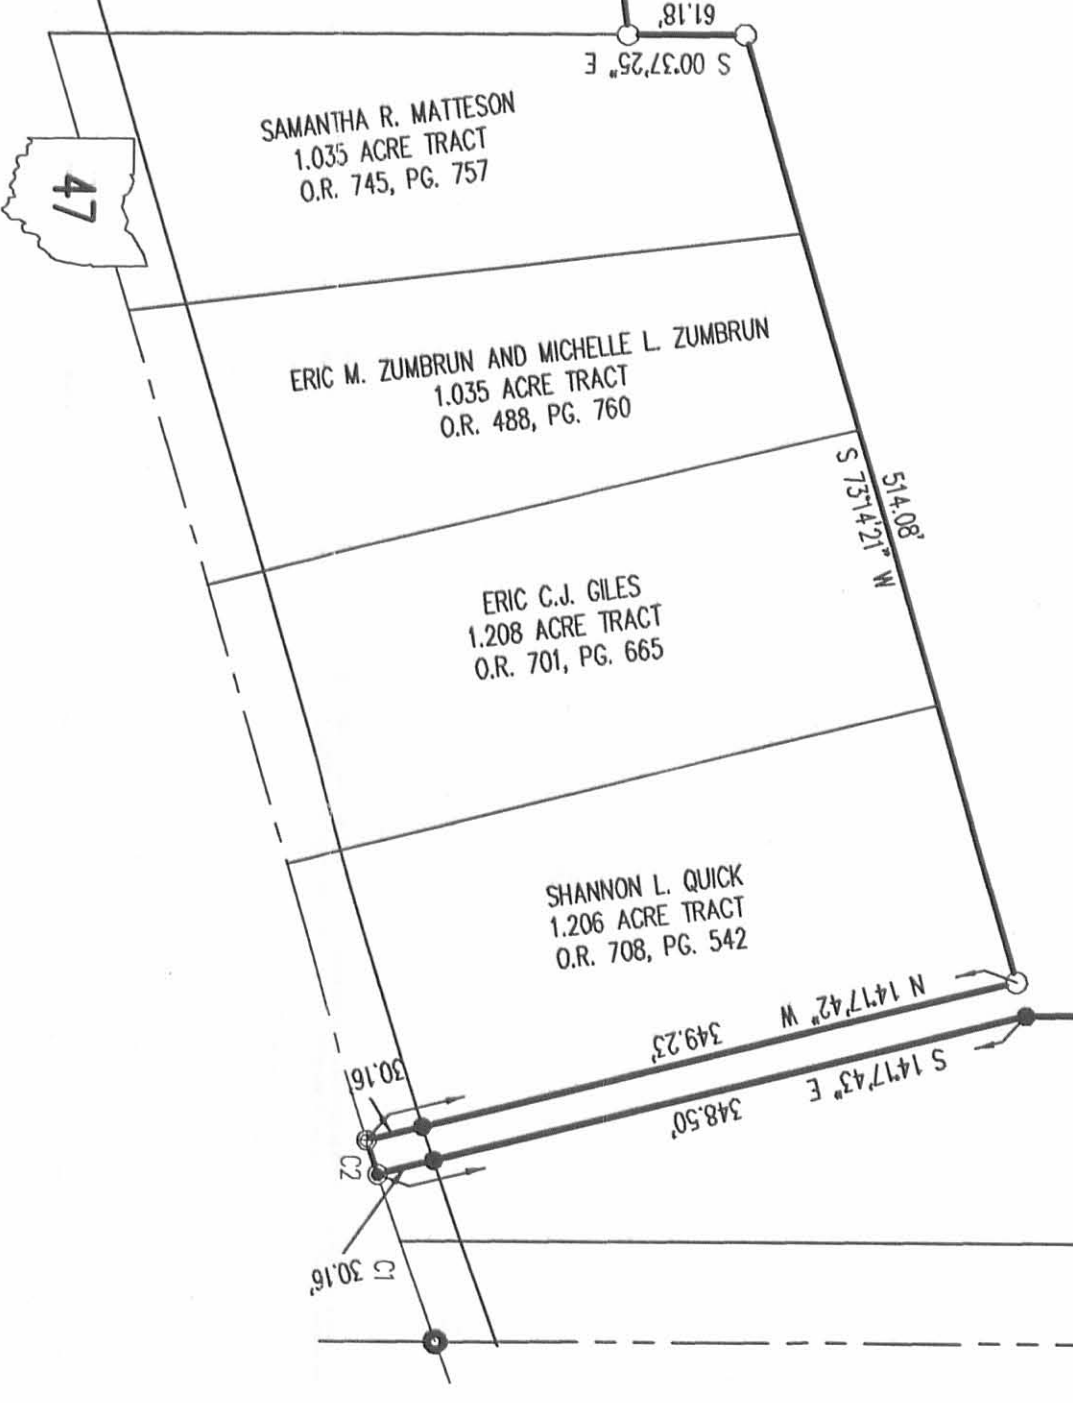 61.18'
S 00°37'25" E
SAMANTHA R. MATTESON
1.035 ACRE TRACT
O.R. 745, PG. 757
47
ERIC M. ZUMBRUN AND MICHELLE L. ZUMBRUN
1.035 ACRE TRACT
O.R. 488, PG. 760
514.08'
S 73°14'21" W
ERIC C.J. GILES
1.208 ACRE TRACT
O.R. 701, PG. 665
SHANNON L. QUICK
1.206 ACRE TRACT
O.R. 708, PG. 542
N 14°17'42" W
349.23'
30.16'
S 14°17'43" E
348.50'
C2
30.16'
C1